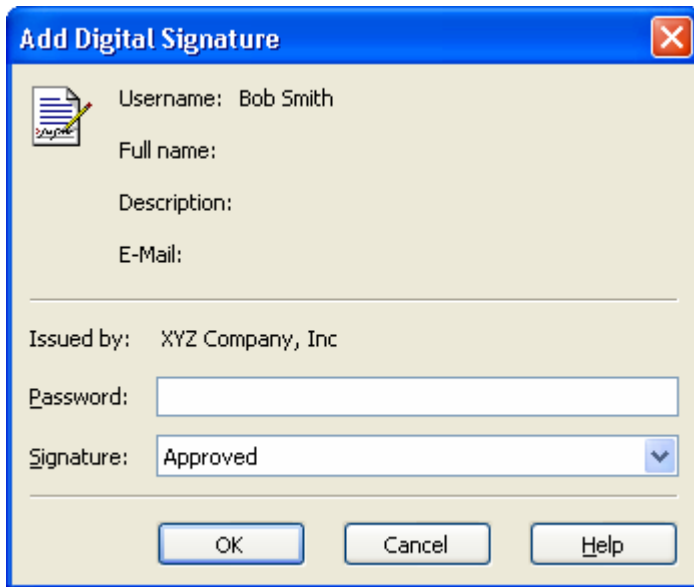 Add Digital Signature
Username: Bob Smith
Full name:
Description:
E-Mail:
Issued by: XYZ Company, Inc
Password:
Signature: Approved
OK Cancel Help